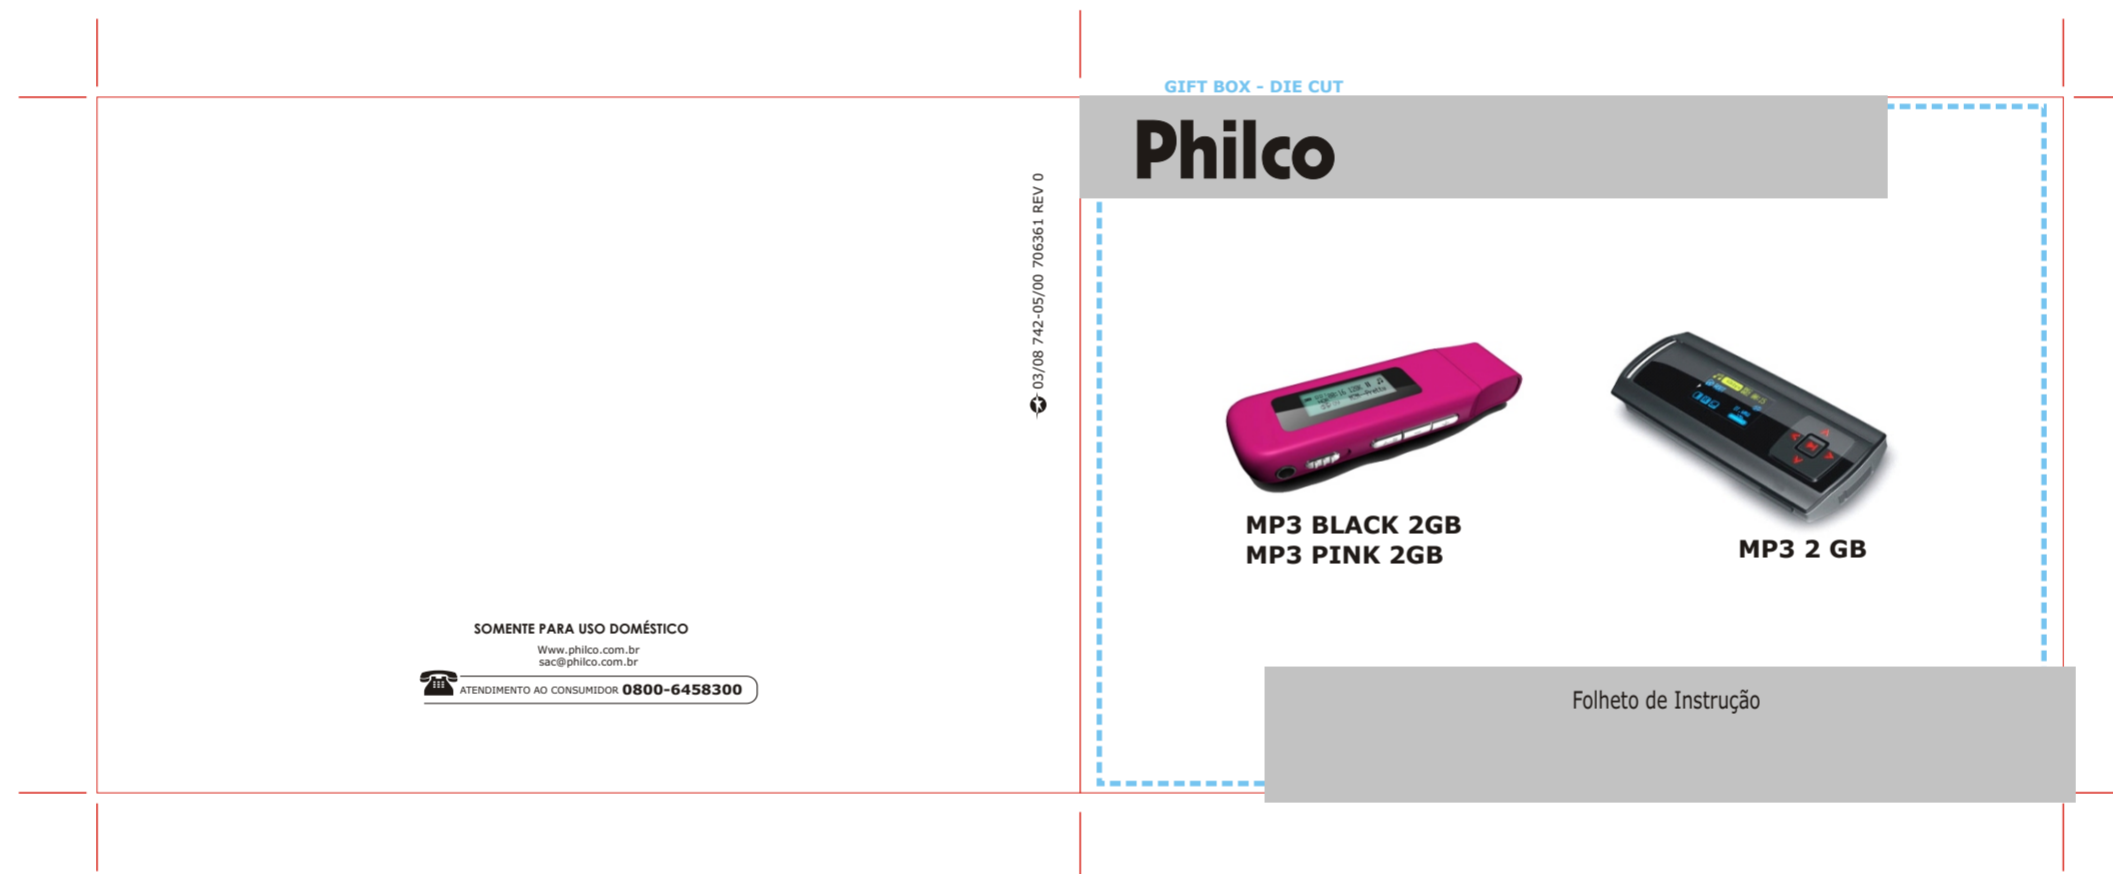 GIFT BOX - DIE CUT
Philco
03/08 742-05/00 706361 REV 0
MP3 BLACK 2GB
MP3 PINK 2GB
MP3 2 GB
SOMENTE PARA USO DOMÉSTICO
Www.philco.com.br
sac@philco.com.br
ATENDIMENTO AO CONSUMIDOR 0800-6458300
Folheto de Instrução